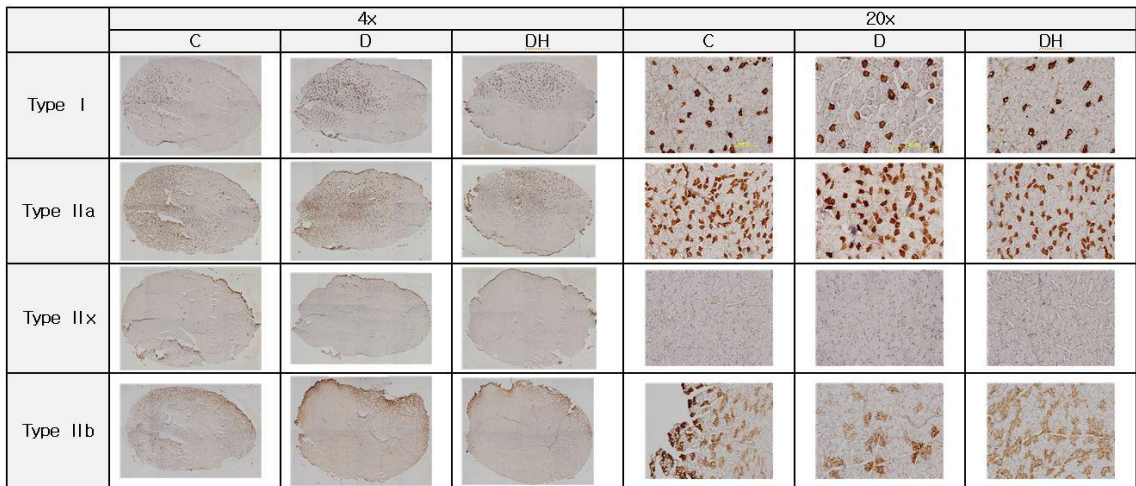 4x 20x
C D DH C D DH
Type I
Type IIa
Type IIx
Type IIb